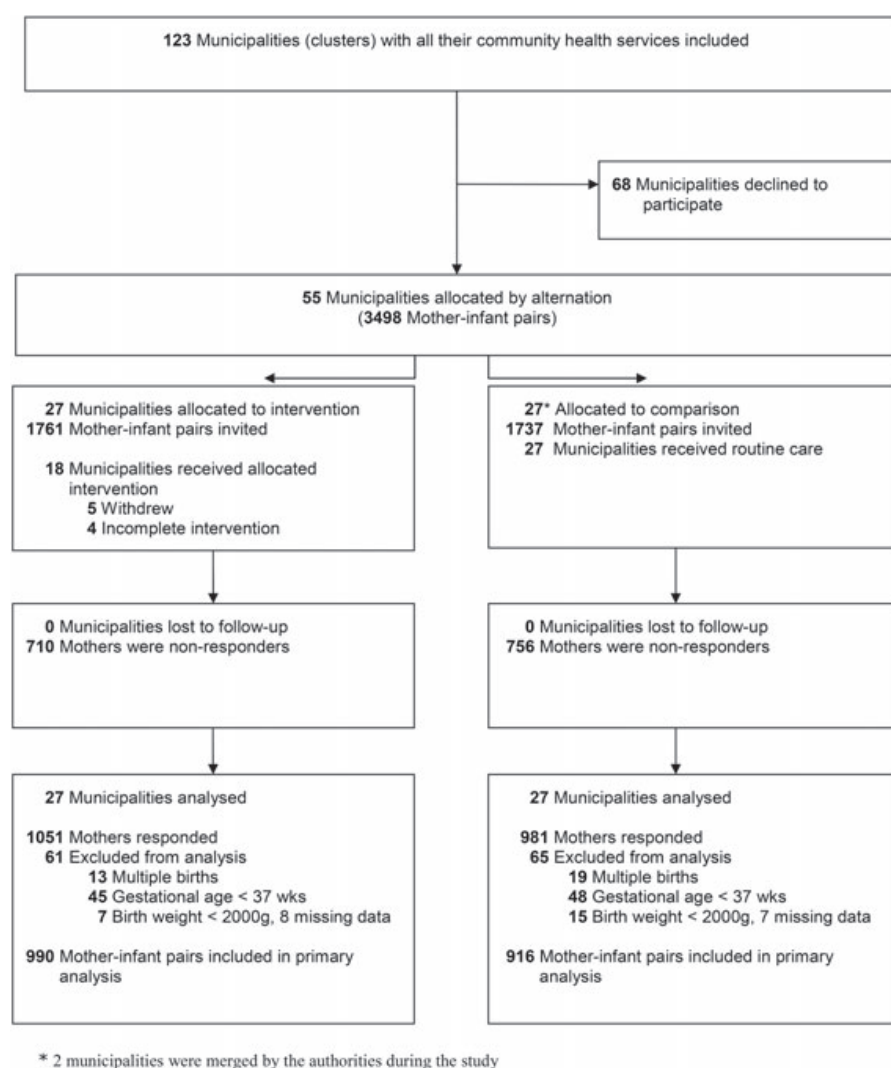 123 Municipalities (clusters) with all their community health services included
68 Municipalities declined to
participate
55 Municipalities allocated by alternation
(3498 Mother-infant pairs)
27 Municipalities allocated to intervention
1761 Mother-infant pairs invited
18 Municipalities received allocated
intervention
5 Withdrew
4 Incomplete intervention
27* Allocated to comparison
1737 Mother-infant pairs invited
27 Municipalities received routine care
0 Municipalities lost to follow-up
710 Mothers were non-responders
0 Municipalities lost to follow-up
756 Mothers were non-responders
27 Municipalities analysed
1051 Mothers responded
61 Excluded from analysis
13 Multiple births
45 Gestational age < 37 wks
7 Birth weight < 2000g, 8 missing data
990 Mother-infant pairs included in primary
analysis
27 Municipalities analysed
981 Mothers responded
65 Excluded from analysis
19 Multiple births
48 Gestational age < 37 wks
15 Birth weight < 2000g, 7 missing data
916 Mother-infant pairs included in primary
analysis
* 2 municipalities were merged by the authorities during the study